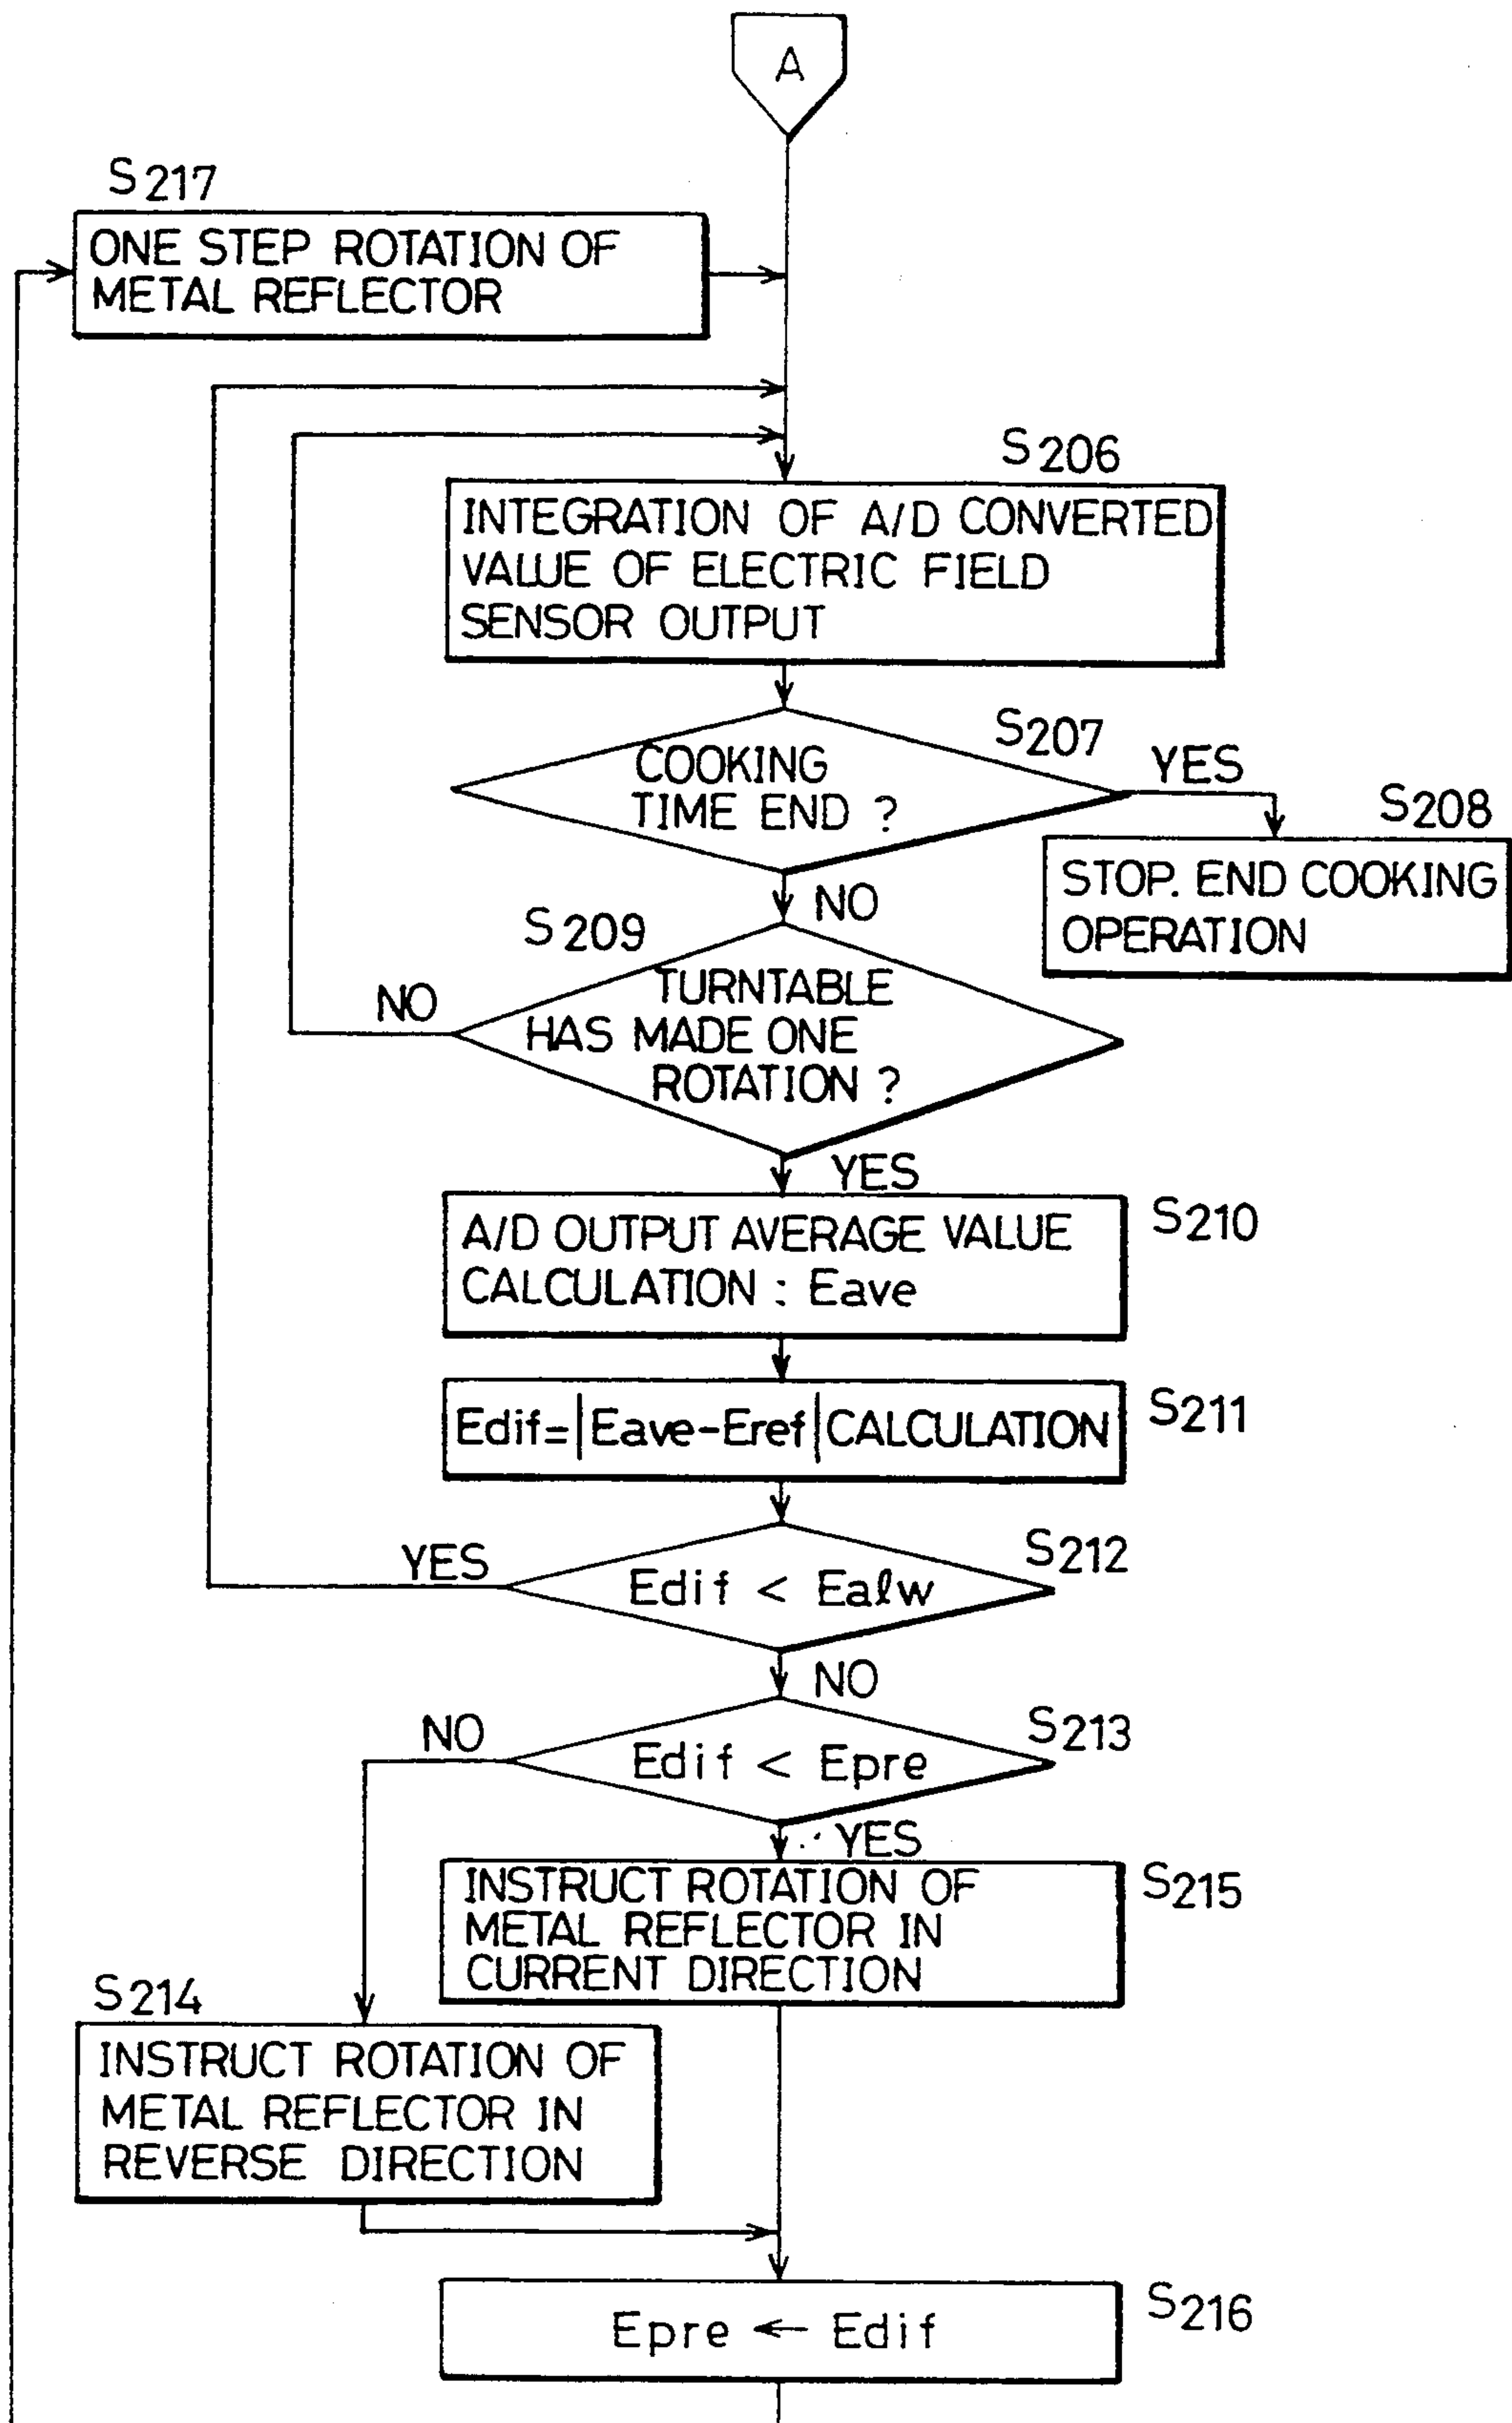 A
S217
ONE STEP ROTATION OF
METAL REFLECTOR
S206
INTEGRATION OF A/D CONVERTED
VALUE OF ELECTRIC FIELD
SENSOR OUTPUT
S207
COOKING
TIME END ?
YES
S208
STOP. END COOKING
OPERATION
NO
S209
TURNTABLE
HAS MADE ONE
ROTATION ?
NO
YES
S210
A/D OUTPUT AVERAGE VALUE
CALCULATION : Eave
S211
Edif=|Eave-Eref|CALCULATION
S212
Edif < Ealw
YES
NO
S213
Edif < Epre
NO
YES
S215
INSTRUCT ROTATION OF
METAL REFLECTOR IN
CURRENT DIRECTION
S214
INSTRUCT ROTATION OF
METAL REFLECTOR IN
REVERSE DIRECTION
S216
Epre ← Edif